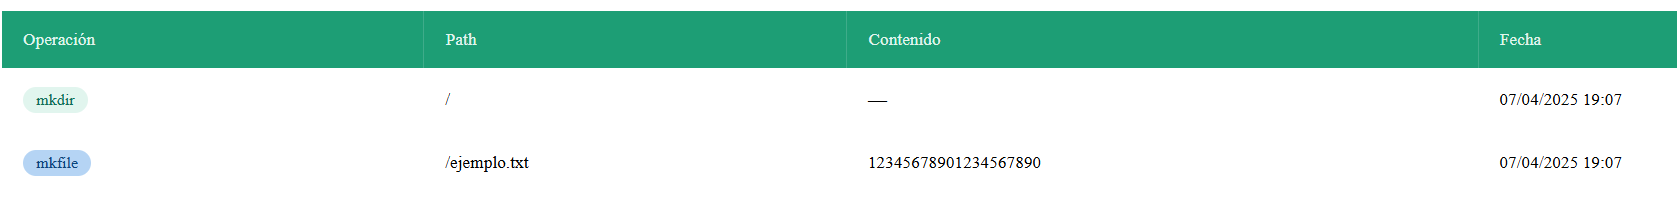 Operación Path Contenido Fecha
mkdir / — 07/04/2025 19:07
mkfile /ejemplo.txt 12345678901234567890 07/04/2025 19:07